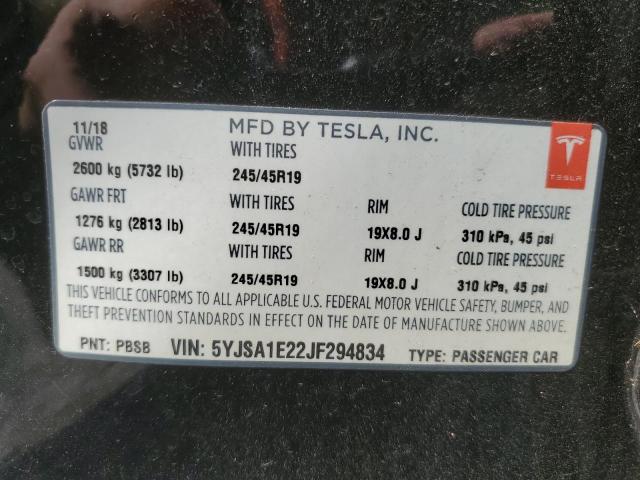 11/18 MFD BY TESLA, INC.
GVWR WITH TIRES
2600 kg (5732 lb) 245/45R19
TESLA
GAWR FRT WITH TIRES RIM COLD TIRE PRESSURE
1276 kg (2813 lb) 245/45R19 19X8.0 J 310 kPa, 45 psi
GAWR RR WITH TIRES RIM COLD TIRE PRESSURE
1500 kg (3307 lb) 245/45R19 19X8.0 J 310 kPa, 45 psi
THIS VEHICLE CONFORMS TO ALL APPLICABLE U.S. FEDERAL MOTOR VEHICLE SAFETY, BUMPER, AND
THEFT PREVENTION STANDARDS IN EFFECT ON THE DATE OF MANUFACTURE SHOWN ABOVE.
PNT: PBSB VIN: 5YJSA1E22JF294834 TYPE: PASSENGER CAR